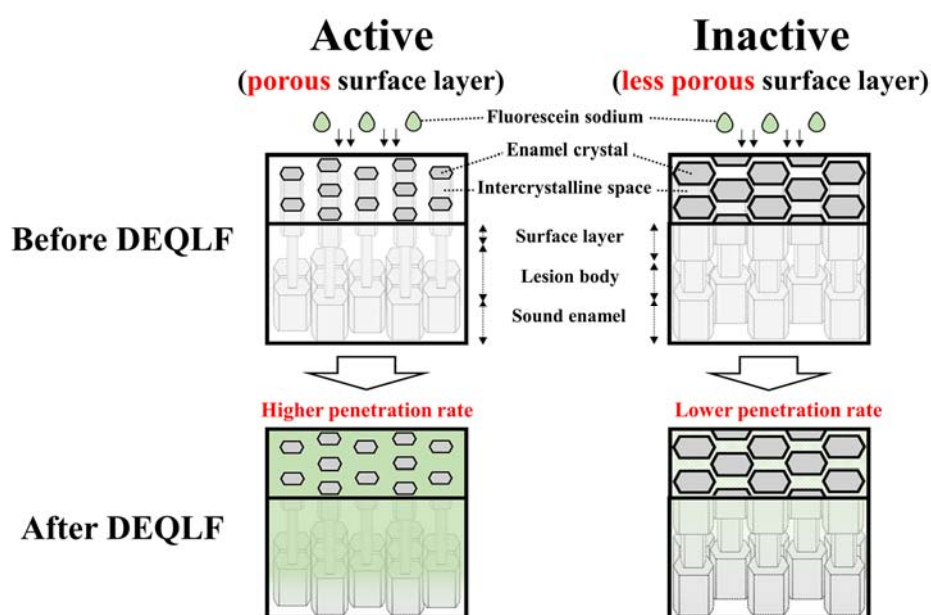 Active
(porous surface layer)
Inactive
(less porous surface layer)
Fluorescein sodium
Enamel crystal
Intercrystalline space
Before DEQLF
Surface layer
Lesion body
Sound enamel
Higher penetration rate
Lower penetration rate
After DEQLF